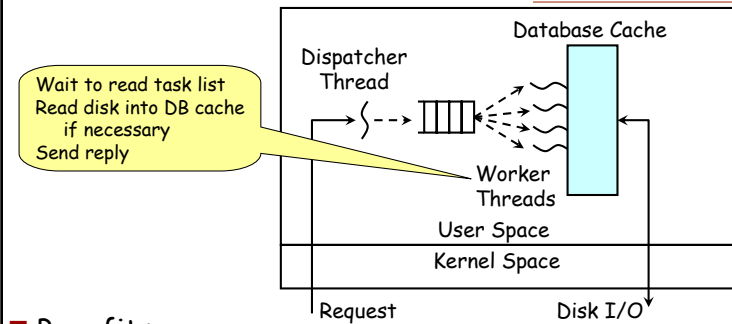 Database Cache
Dispatcher
Thread
Wait to read task list
Read disk into DB cache
if necessary
Send reply
Worker
Threads
User Space
Kernel Space
Request
Disk I/O